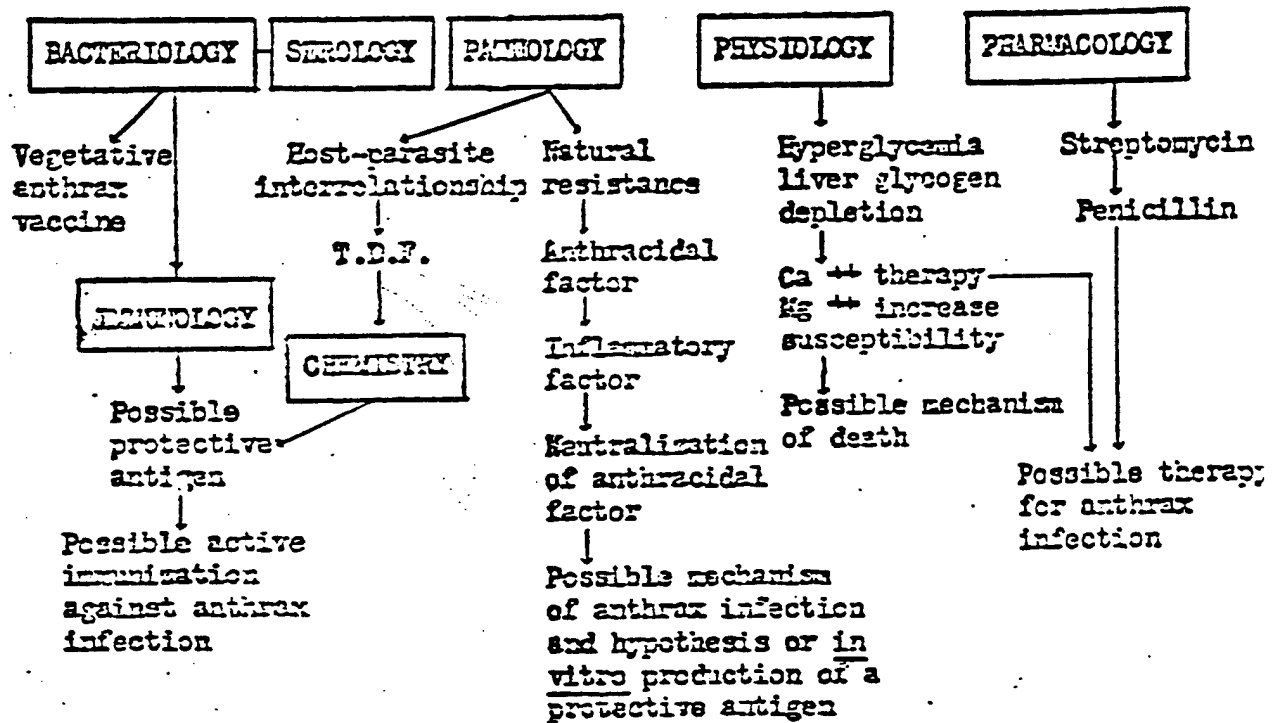 BACTERIOLOGY
SEROLOGY
PATHOLOGY
PHYSIOLOGY
PHARMACOLOGY
Vegetative
anthrax
vaccine
Host-parasite
interrelationship
Natural
resistance
Hyperglycemia
liver glycogen
depletion
Streptomycin
Penicillin
T.D.F.
Anthracidal
factor
Ca ++ therapy
Mg ++ increase
susceptibility
IMMUNOLOGY
CHEMISTRY
Inflammatory
factor
Possible
protective
antigen
Possible mechanism
of death
Neutralization
of anthracidal
factor
Possible therapy
for anthrax
infection
Possible active
immunization
against anthrax
infection
Possible mechanism
of anthrax infection
and hypothesis or in
vitro production of a
protective antigen